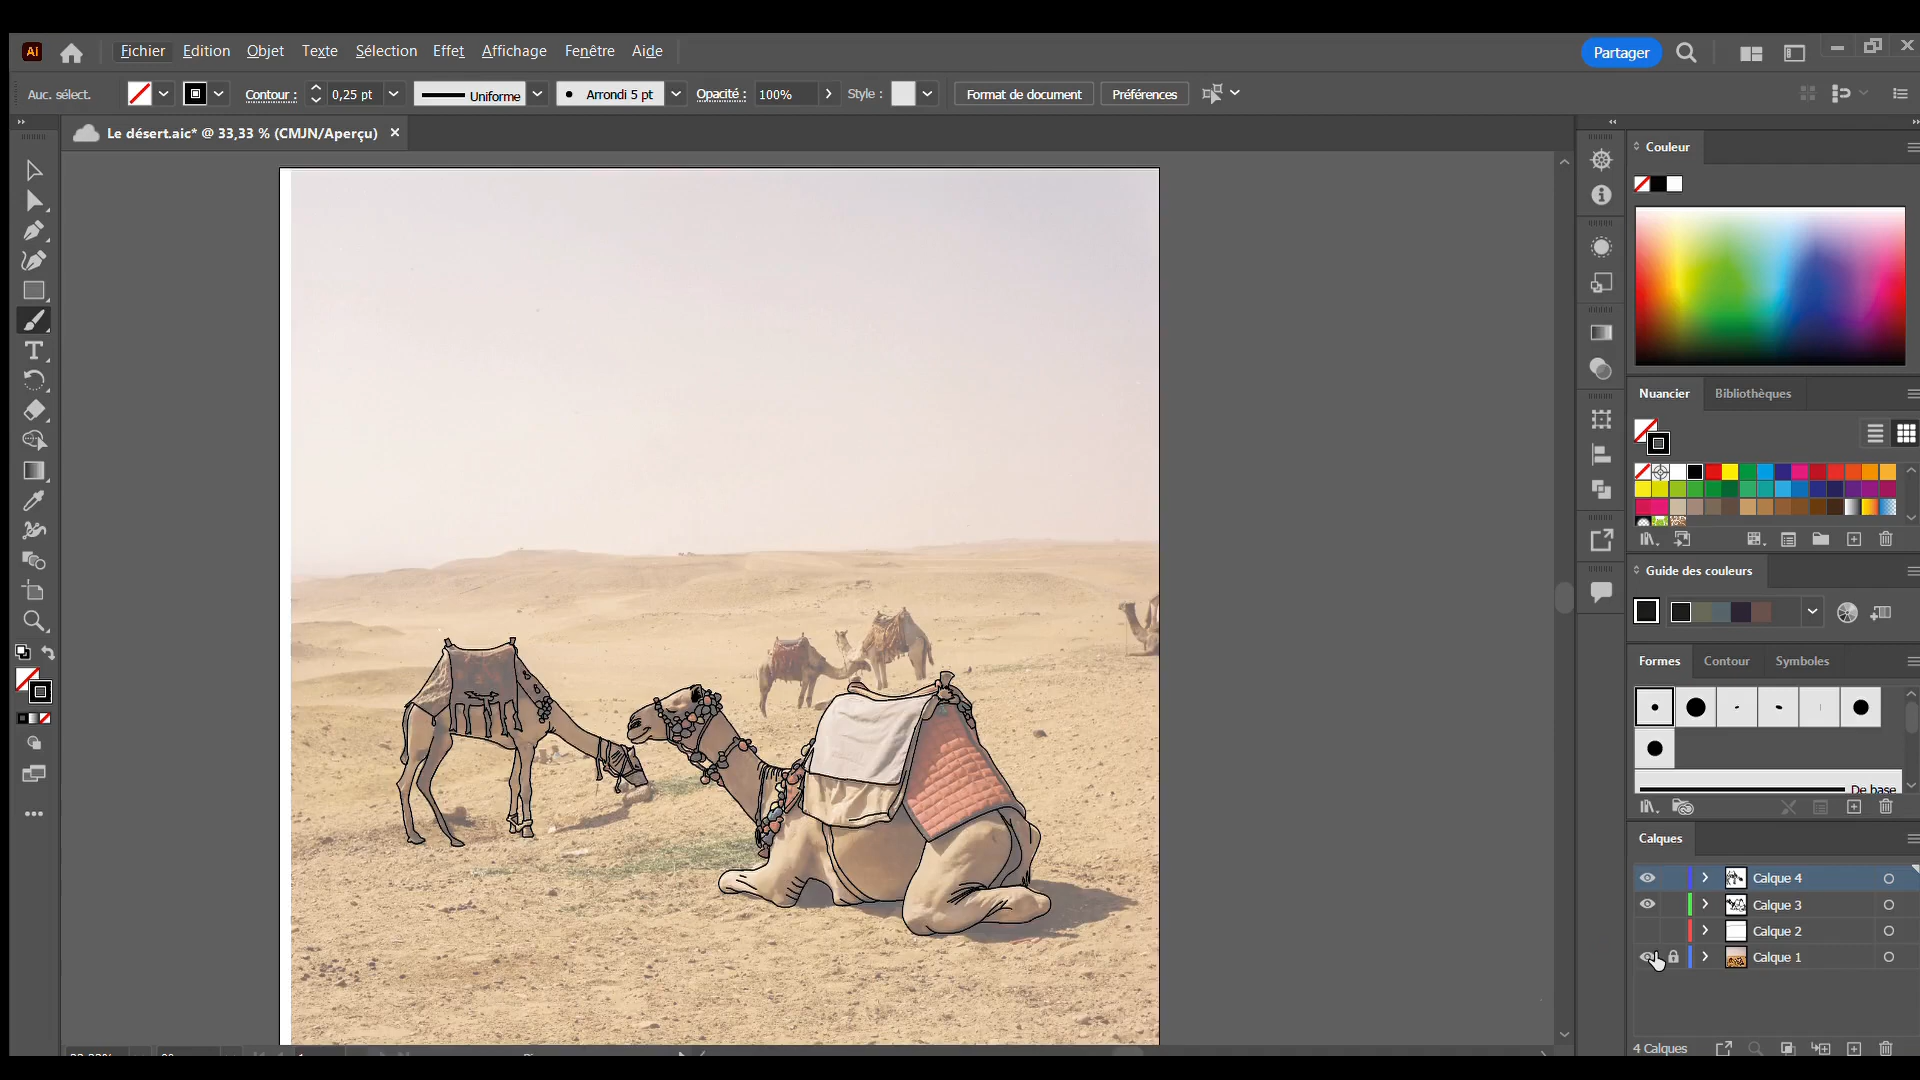 Ai
Fichier Edition Objet Texte Sélection Effet Affichage Fenêtre Aide
Partager
Auc. sélect.
Contour :
0,25 pt
Uniforme
Arrondi 5 pt
Opacité :
100%
Style :
Format de document
Préférences
Le désert.aic* @ 33,33 % (CMJN/Aperçu)
Couleur
Nuancier Bibliothèques
Guide des couleurs
Formes Contour Symboles
De base
Calques
Calque 4
Calque 3
Calque 2
Calque 1
4 Calques